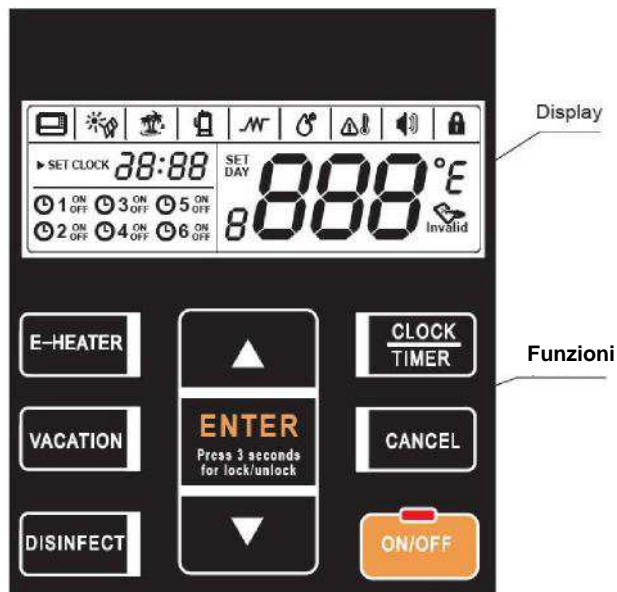 Display
SET CLOCK 88:88 SET DAY 8 888 °E
1 ON OFF 3 ON OFF 5 ON OFF
2 ON OFF 4 ON OFF 6 ON OFF
Invalid
E-HEATER
CLOCK
TIMER
Funzioni
VACATION
ENTER
Press 3 seconds
for lock/unlock
CANCEL
DISINFECT
ON/OFF